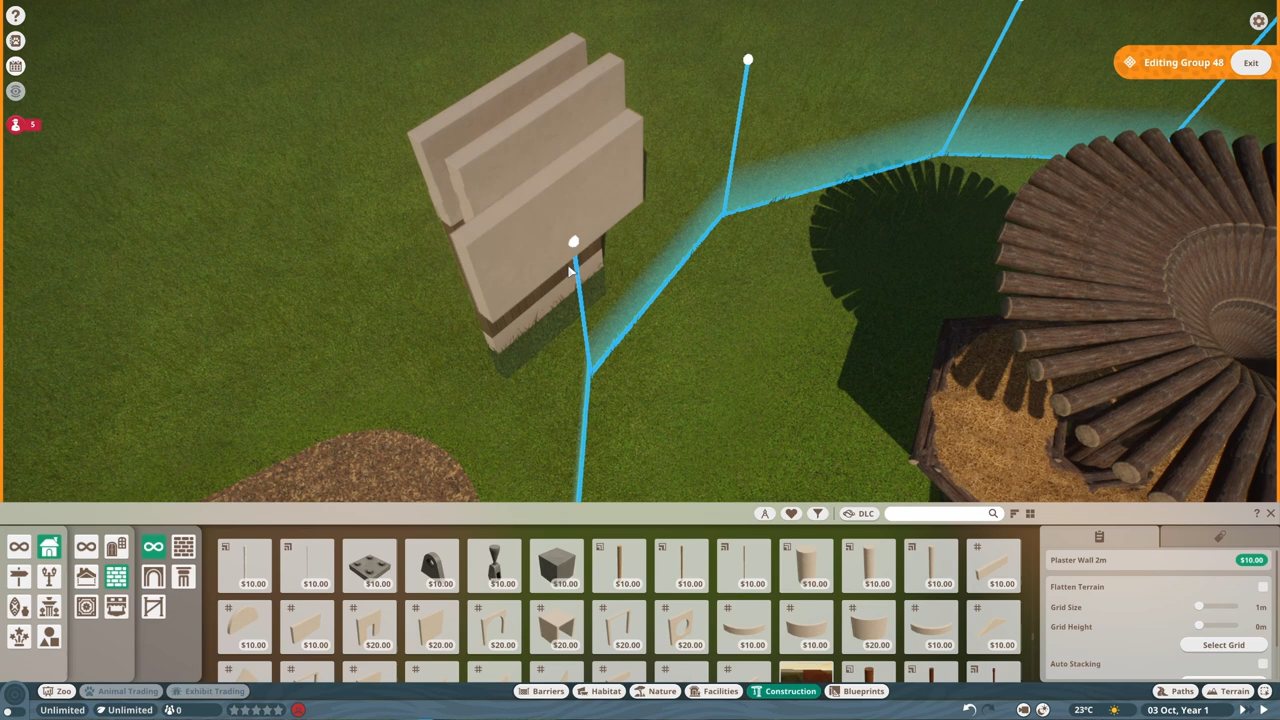 ?
Editing Group 48 Exit
5
DLC
?
$10.00 $10.00 $10.00 $10.00 $10.00 $10.00 $10.00 $10.00 $10.00 $10.00 $10.00 $10.00 $10.00
$10.00 $10.00 $20.00 $20.00 $20.00 $20.00 $20.00 $20.00 $10.00 $10.00 $20.00 $10.00 $10.00
Plaster Wall 2m $10.00
Flatten Terrain
Grid Size 1m
Grid Height 0m
Select Grid
Auto Stacking
Zoo Animal Trading Exhibit Trading Barriers Habitat Nature Facilities Construction Blueprints Paths Terrain
Unlimited Unlimited 0 23°C 03 Oct, Year 1